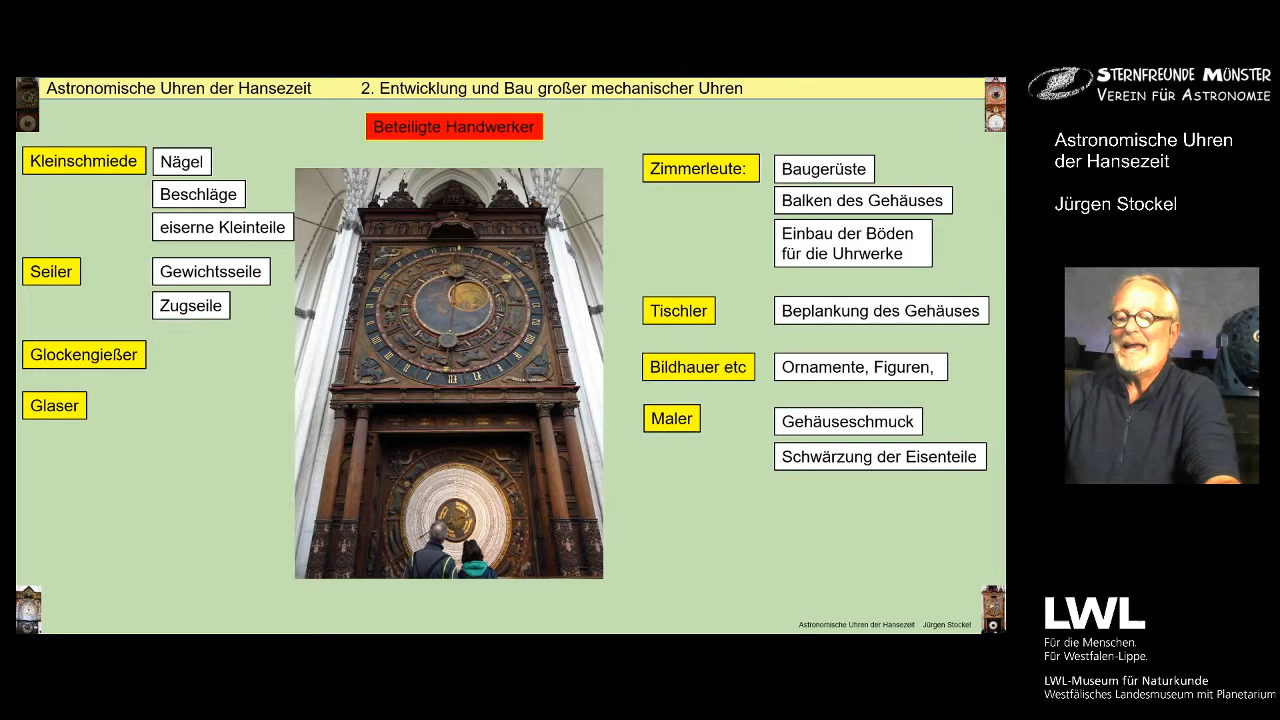 Astronomische Uhren der Hansezeit 2. Entwicklung und Bau großer mechanischer Uhren
Beteiligte Handwerker
Kleinschmiede Nägel
Beschläge
eiserne Kleinteile
Seiler Gewichtsseile
Zugseile
Glockengießer
Glaser
Zimmerleute: Baugerüste
Balken des Gehäuses
Einbau der Böden
für die Uhrwerke
Tischler Beplankung des Gehäuses
Bildhauer etc Ornamente, Figuren,
Maler Gehäuseschmuck
Schwärzung der Eisenteile
Astronomische Uhren der Hansezeit Jürgen Stockel
STERNFREUNDE MÜNSTER
VEREIN FÜR ASTRONOMIE
Astronomische Uhren
der Hansezeit
Jürgen Stockel
LWL
Für die Menschen.
Für Westfalen-Lippe.
LWL-Museum für Naturkunde
Westfälisches Landesmuseum mit Planetarium